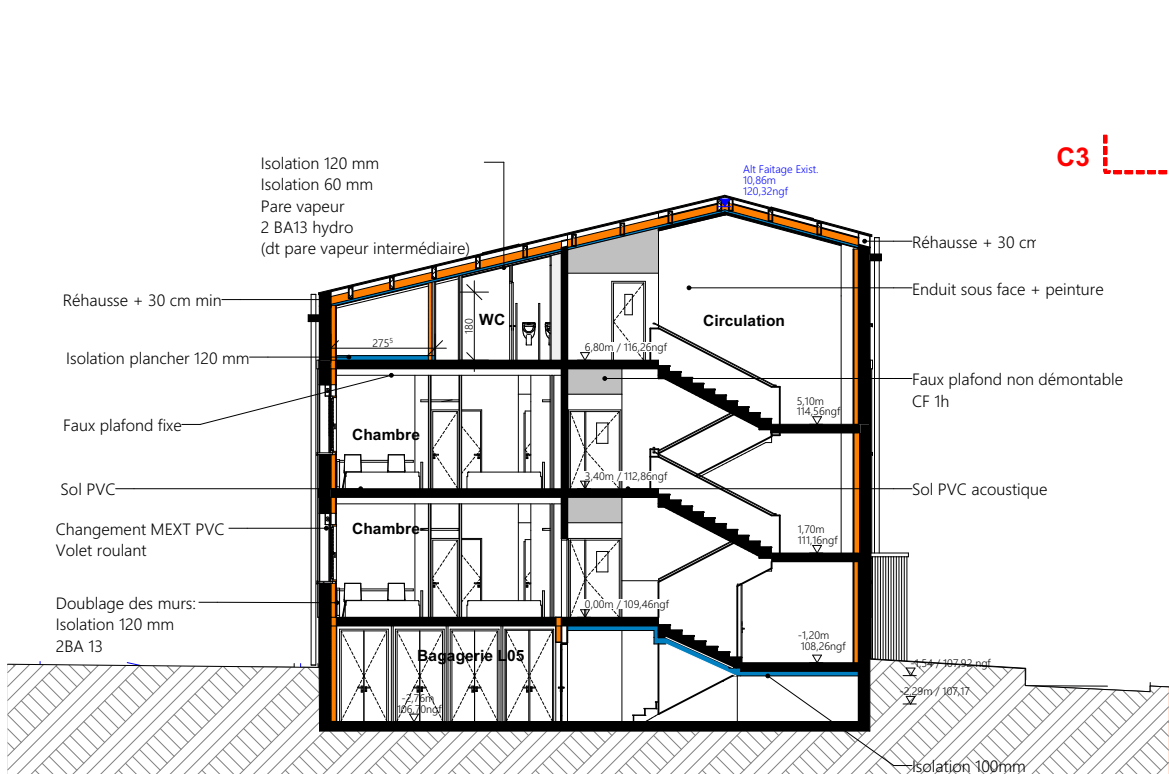 C3
Isolation 120 mm
Isolation 60 mm
Pare vapeur
2 BA13 hydro
(dt pare vapeur intermédiaire)
Alt Faitage Exist.
10,86m
120,32ngf
Réhausse + 30 cm
Réhausse + 30 cm min
Enduit sous face + peinture
WC
180
Circulation
275⁵
6,80m / 116,26ngf
Isolation plancher 120 mm
Faux plafond non démontable
CF 1h
5,10m
114,56ngf
Faux plafond fixe
Chambre
3,40m / 112,86ngf
Sol PVC
Sol PVC acoustique
Changement MEXT PVC
Volet roulant
Chambre
1,70m
111,16ngf
Doublage des murs:
Isolation 120 mm
2BA 13
0,00m / 109,46ngf
-1,20m
108,26ngf
Bagagerie L05
-1,54 / 107,92 ngf
-2,29m / 107,17
-2,76m
106,70ngf
Isolation 100mm